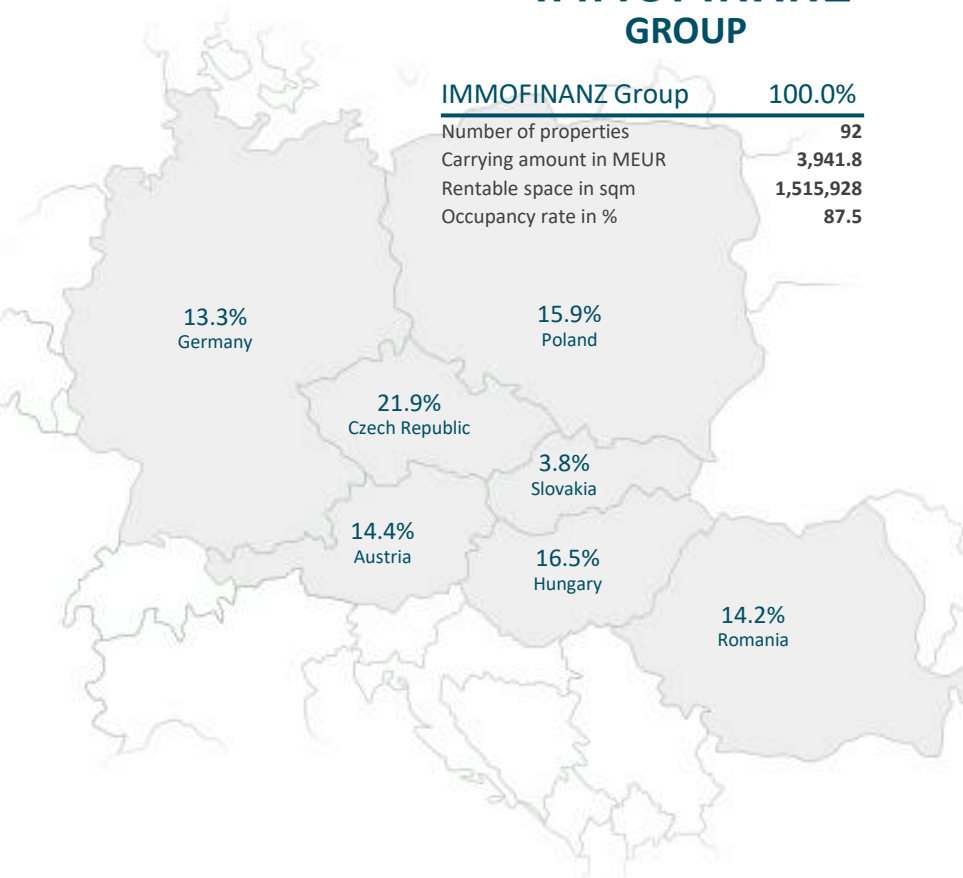 IMMOFINANZ
GROUP
IMMOFINANZ Group 100.0%
Number of properties 92
Carrying amount in MEUR 3,941.8
Rentable space in sqm 1,515,928
Occupancy rate in % 87.5
13.3%
Germany
15.9%
Poland
21.9%
Czech Republic
3.8%
Slovakia
14.4%
Austria
16.5%
Hungary
14.2%
Romania